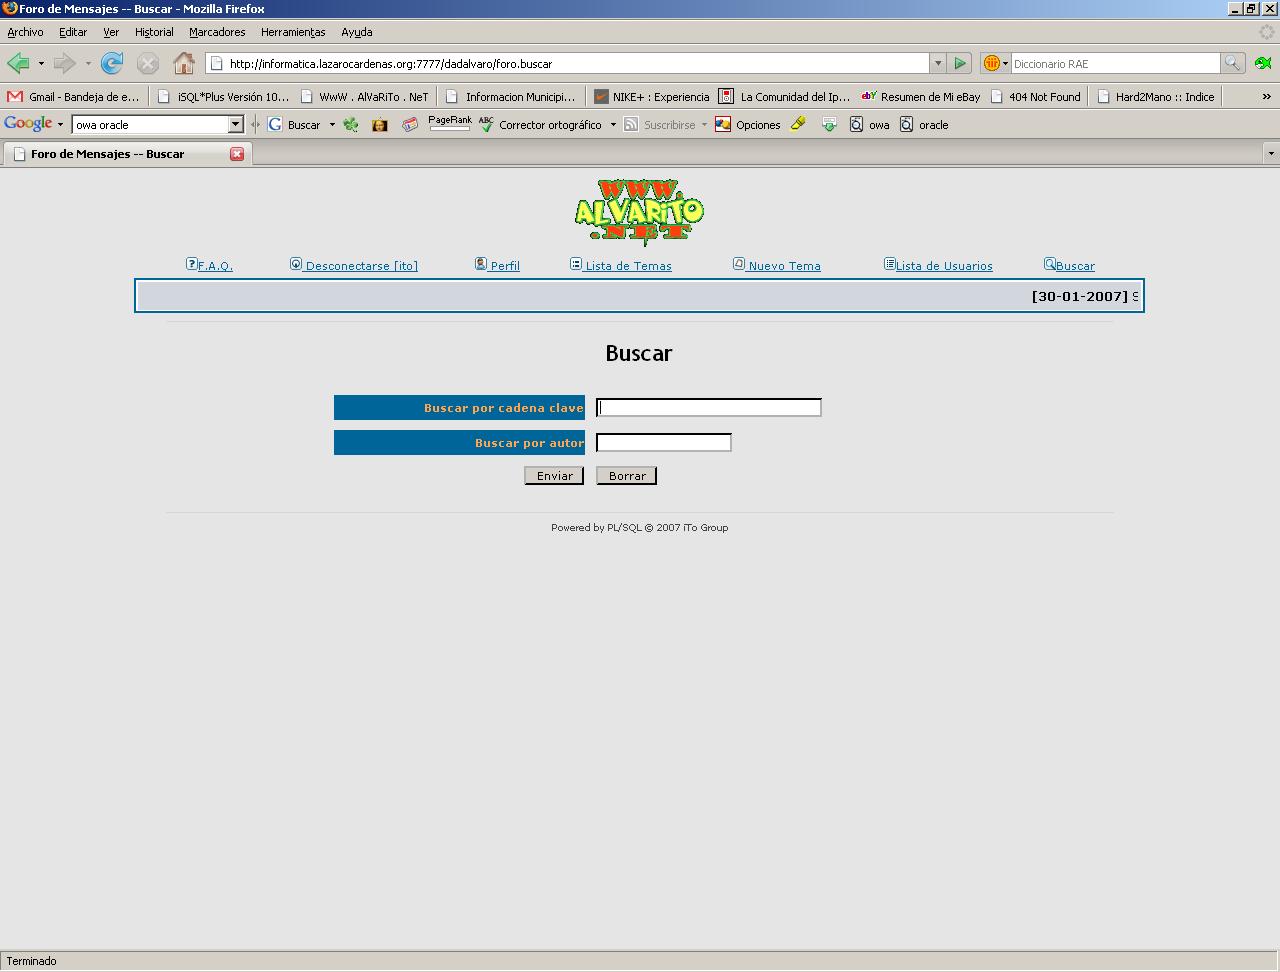 Foro de Mensajes -- Buscar - Mozilla Firefox
Archivo Editar Ver Historial Marcadores Herramientas Ayuda
http://informatica.lazarocardenas.org:7777/dadalvaro/foro.buscar Diccionario RAE
Gmail - Bandeja de e... iSQL*Plus Versión 10... WwW . AlVaRiTo . NeT Informacion Municipi... NIKE+ : Experiencia La Comunidad del Ip... Resumen de Mi eBay 404 Not Found Hard2Mano :: Indice »
Google owa oracle Buscar PageRank Corrector ortográfico Suscribirse Opciones owa oracle
Foro de Mensajes -- Buscar
WWW.
ALVARiTO
.NET
F.A.Q. Desconectarse [ito] Perfil Lista de Temas Nuevo Tema Lista de Usuarios Buscar
[30-01-2007]
Buscar
Buscar por cadena clave
Buscar por autor
Enviar Borrar
Powered by PL/SQL © 2007 iTo Group
Terminado